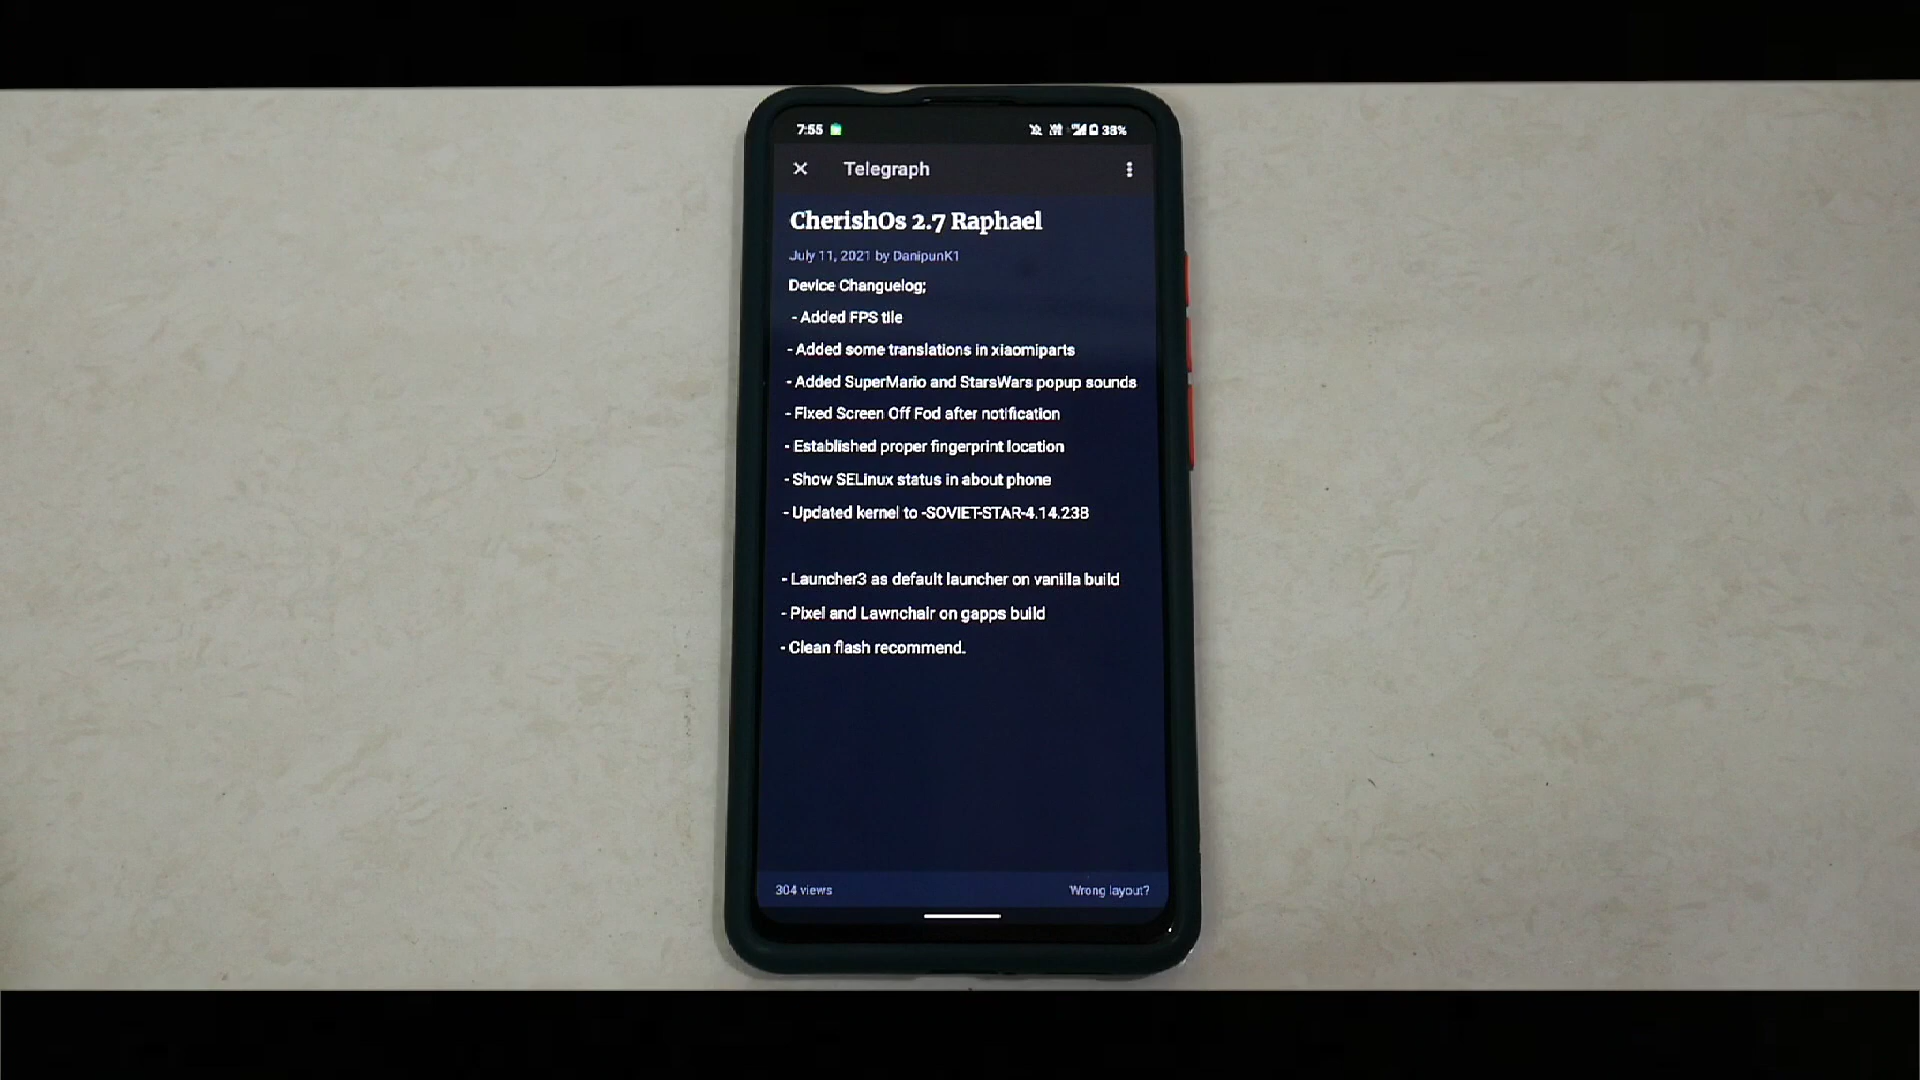 7:55 38%
Telegraph
CherishOs 2.7 Raphael
July 11, 2021 by DanipunK1
Device Changuelog;
- Added FPS tile
- Added some translations in xiaomiparts
- Added SuperMario and StarsWars popup sounds
- Fixed Screen Off Fod after notification
- Established proper fingerprint location
- Show SELinux status in about phone
- Updated kernel to -SOVIET-STAR-4.14.238
- Launcher3 as default launcher on vanilla build
- Pixel and Lawnchair on gapps build
- Clean flash recommend.
304 views Wrong layout?